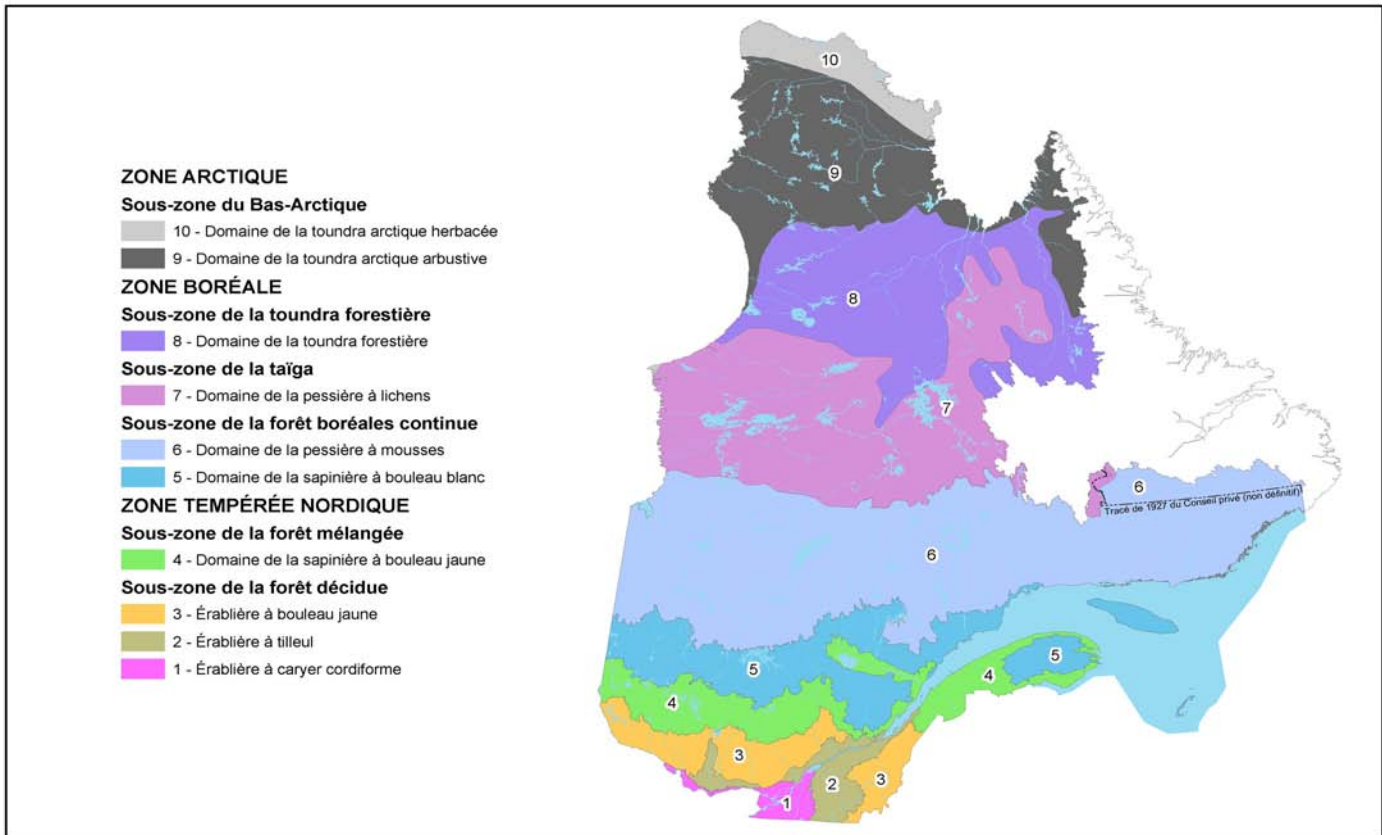 ZONE ARCTIQUE
Sous-zone du Bas-Arctique
10 - Domaine de la toundra arctique herbacée
9 - Domaine de la toundra arctique arbustive
ZONE BORÉALE
Sous-zone de la toundra forestière
8 - Domaine de la toundra forestière
Sous-zone de la taïga
7 - Domaine de la pessière à lichens
Sous-zone de la forêt boréales continue
6 - Domaine de la pessière à mousses
5 - Domaine de la sapinière à bouleau blanc
ZONE TEMPÉRÉE NORDIQUE
Sous-zone de la forêt mélangée
4 - Domaine de la sapinière à bouleau jaune
Sous-zone de la forêt décidue
3 - Érablière à bouleau jaune
2 - Érablière à tilleul
1 - Érablière à caryer cordiforme
10
9
8
7
6
Tracé de 1927 du Conseil privé (non définitif)
6
5
5
4
4
3
3
2
1